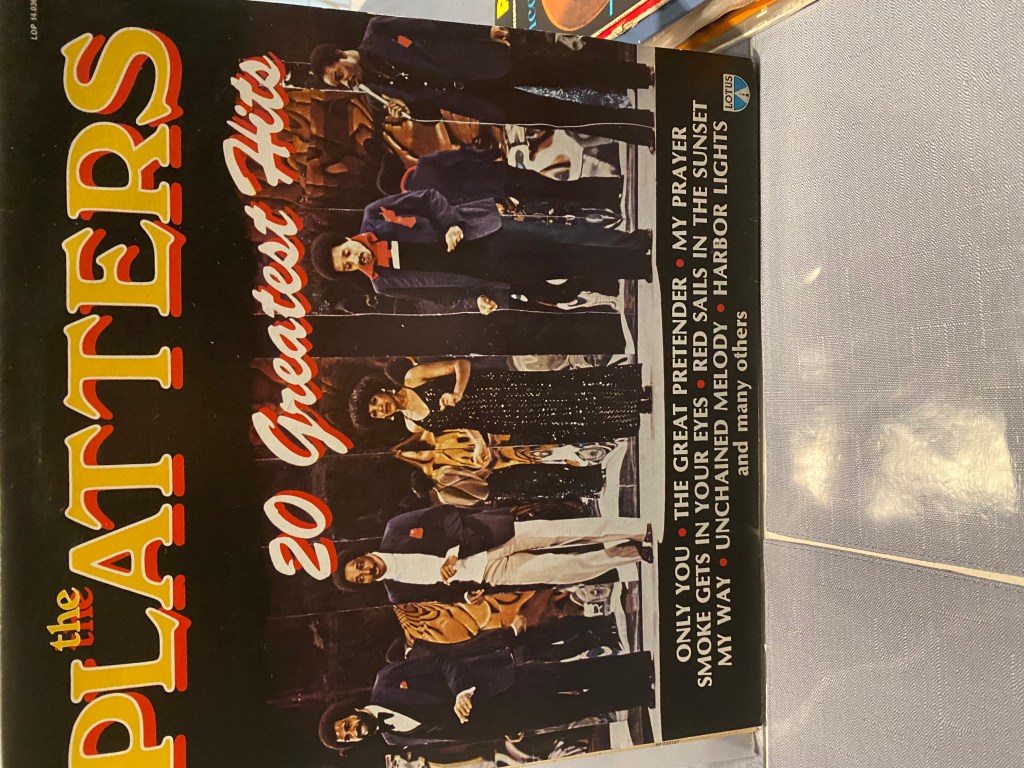 the
PLATTERS
20 Greatest Hits
LOTUS
ONLY YOU • THE GREAT PRETENDER • MY PRAYER
SMOKE GETS IN YOUR EYES • RED SAILS IN THE SUNSET
MY WAY • UNCHAINED MELODY • HARBOR LIGHTS
and many others